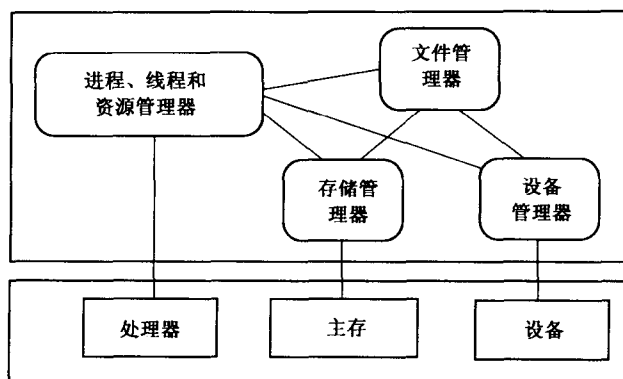 进程、线程和
资源管理器
文件管
理器
存储管
理器
设备
管理器
处理器
主存
设备